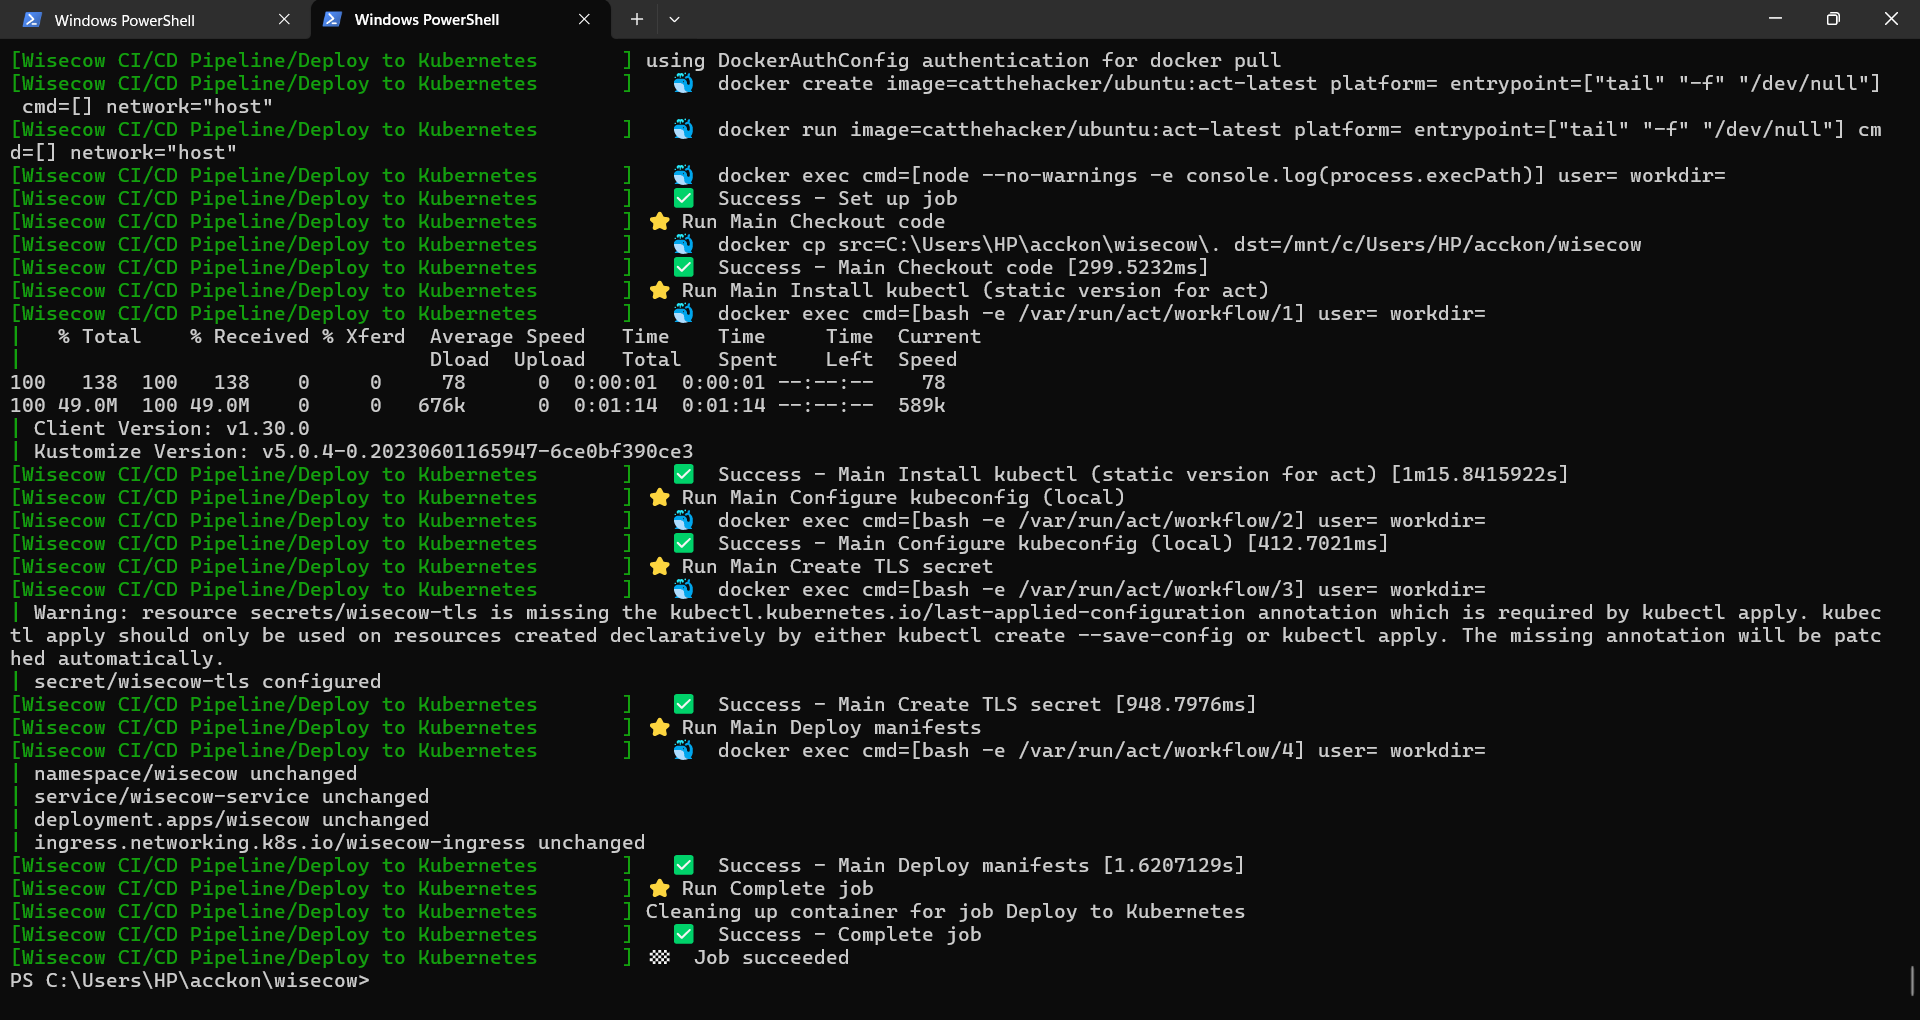 Windows PowerShell
Windows PowerShell
[Wisecow CI/CD Pipeline/Deploy to Kubernetes       ] using DockerAuthConfig authentication for docker pull
[Wisecow CI/CD Pipeline/Deploy to Kubernetes       ]   🐳  docker create image=catthehacker/ubuntu:act-latest platform= entrypoint=["tail" "-f" "/dev/null"]
 cmd=[] network="host"
[Wisecow CI/CD Pipeline/Deploy to Kubernetes       ]   🐳  docker run image=catthehacker/ubuntu:act-latest platform= entrypoint=["tail" "-f" "/dev/null"] cm
d=[] network="host"
[Wisecow CI/CD Pipeline/Deploy to Kubernetes       ]   🐳  docker exec cmd=[node --no-warnings -e console.log(process.execPath)] user= workdir=
[Wisecow CI/CD Pipeline/Deploy to Kubernetes       ]   ✅  Success - Set up job
[Wisecow CI/CD Pipeline/Deploy to Kubernetes       ] ⭐ Run Main Checkout code
[Wisecow CI/CD Pipeline/Deploy to Kubernetes       ]   🐳  docker cp src=C:\Users\HP\acckon\wisecow\. dst=/mnt/c/Users/HP/acckon/wisecow
[Wisecow CI/CD Pipeline/Deploy to Kubernetes       ]   ✅  Success - Main Checkout code [299.5232ms]
[Wisecow CI/CD Pipeline/Deploy to Kubernetes       ] ⭐ Run Main Install kubectl (static version for act)
[Wisecow CI/CD Pipeline/Deploy to Kubernetes       ]   🐳  docker exec cmd=[bash -e /var/run/act/workflow/1] user= workdir=
|   % Total    % Received % Xferd  Average Speed   Time    Time     Time  Current
|                                  Dload  Upload   Total   Spent    Left  Speed
100   138  100   138    0     0     78      0  0:00:01  0:00:01 --:--:--    78
100 49.0M  100 49.0M    0     0   676k      0  0:01:14  0:01:14 --:--:--  589k
| Client Version: v1.30.0
| Kustomize Version: v5.0.4-0.20230601165947-6ce0bf390ce3
[Wisecow CI/CD Pipeline/Deploy to Kubernetes       ]   ✅  Success - Main Install kubectl (static version for act) [1m15.8415922s]
[Wisecow CI/CD Pipeline/Deploy to Kubernetes       ] ⭐ Run Main Configure kubeconfig (local)
[Wisecow CI/CD Pipeline/Deploy to Kubernetes       ]   🐳  docker exec cmd=[bash -e /var/run/act/workflow/2] user= workdir=
[Wisecow CI/CD Pipeline/Deploy to Kubernetes       ]   ✅  Success - Main Configure kubeconfig (local) [412.7021ms]
[Wisecow CI/CD Pipeline/Deploy to Kubernetes       ] ⭐ Run Main Create TLS secret
[Wisecow CI/CD Pipeline/Deploy to Kubernetes       ]   🐳  docker exec cmd=[bash -e /var/run/act/workflow/3] user= workdir=
| Warning: resource secrets/wisecow-tls is missing the kubectl.kubernetes.io/last-applied-configuration annotation which is required by kubectl apply. kubec
tl apply should only be used on resources created declaratively by either kubectl create --save-config or kubectl apply. The missing annotation will be patc
hed automatically.
| secret/wisecow-tls configured
[Wisecow CI/CD Pipeline/Deploy to Kubernetes       ]   ✅  Success - Main Create TLS secret [948.7976ms]
[Wisecow CI/CD Pipeline/Deploy to Kubernetes       ] ⭐ Run Main Deploy manifests
[Wisecow CI/CD Pipeline/Deploy to Kubernetes       ]   🐳  docker exec cmd=[bash -e /var/run/act/workflow/4] user= workdir=
| namespace/wisecow unchanged
| service/wisecow-service unchanged
| deployment.apps/wisecow unchanged
| ingress.networking.k8s.io/wisecow-ingress unchanged
[Wisecow CI/CD Pipeline/Deploy to Kubernetes       ]   ✅  Success - Main Deploy manifests [1.6207129s]
[Wisecow CI/CD Pipeline/Deploy to Kubernetes       ] ⭐ Run Complete job
[Wisecow CI/CD Pipeline/Deploy to Kubernetes       ] Cleaning up container for job Deploy to Kubernetes
[Wisecow CI/CD Pipeline/Deploy to Kubernetes       ]   ✅  Success - Complete job
[Wisecow CI/CD Pipeline/Deploy to Kubernetes       ] 🏁  Job succeeded
PS C:\Users\HP\acckon\wisecow>